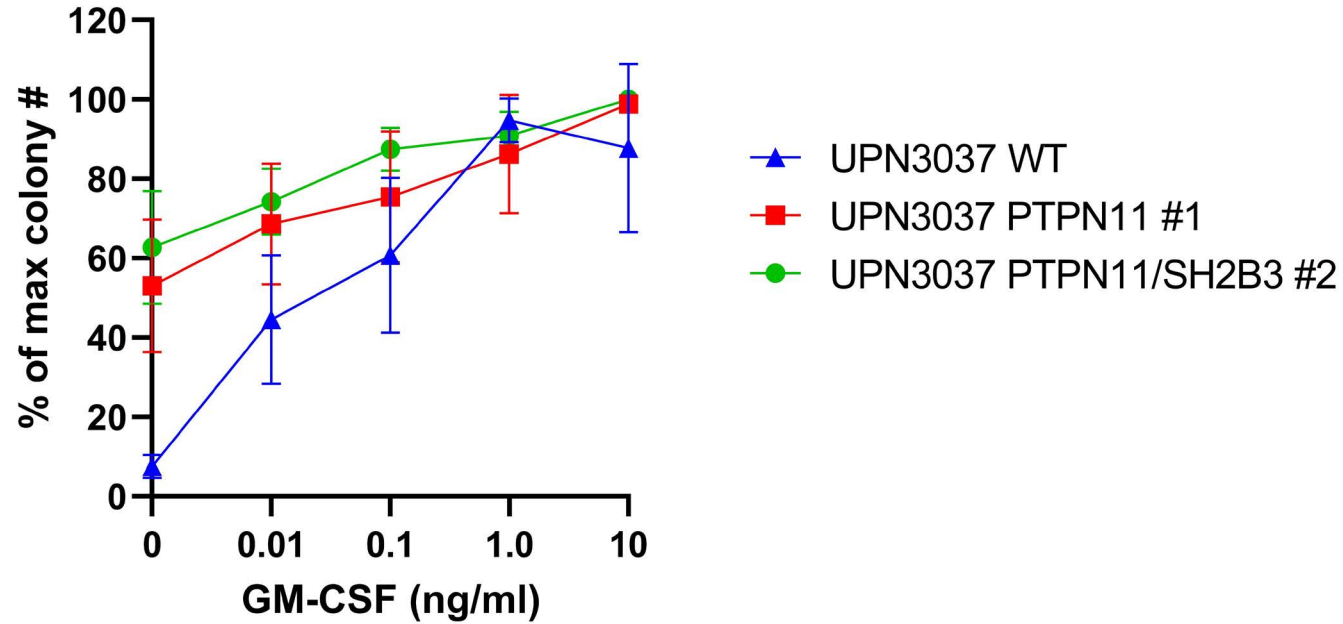 120
100
80
60
40
20
0
% of max colony #
0 0.01 0.1 1.0 10
GM-CSF (ng/ml)
UPN3037 WT
UPN3037 PTPN11 #1
UPN3037 PTPN11/SH2B3 #2